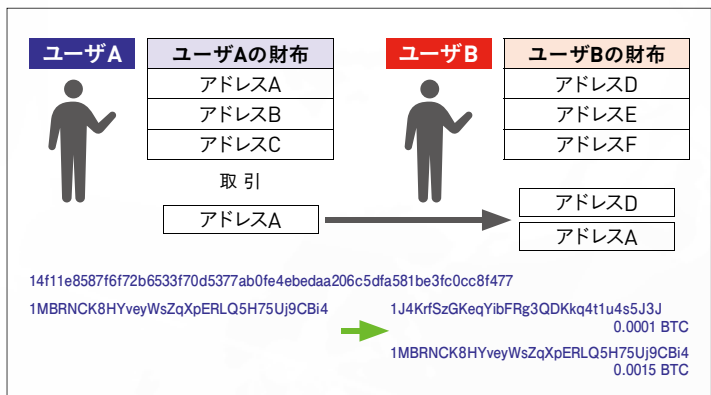 ユーザA
ユーザAの財布
アドレスA
アドレスB
アドレスC
ユーザB
ユーザBの財布
アドレスD
アドレスE
アドレスF
取引
アドレスA
アドレスD
アドレスA
14f11e8587f6f72b6533f70d5377ab0fe4ebedaa206c5dfa581be3fc0cc8f477
1MBRNCK8HYveyWsZqXpERLQ5H75Uj9CBi4
1J4KrfSzGKeqYibFRg3QDKkq4t1u4s5J3J
0.0001 BTC
1MBRNCK8HYveyWsZqXpERLQ5H75Uj9CBi4
0.0015 BTC